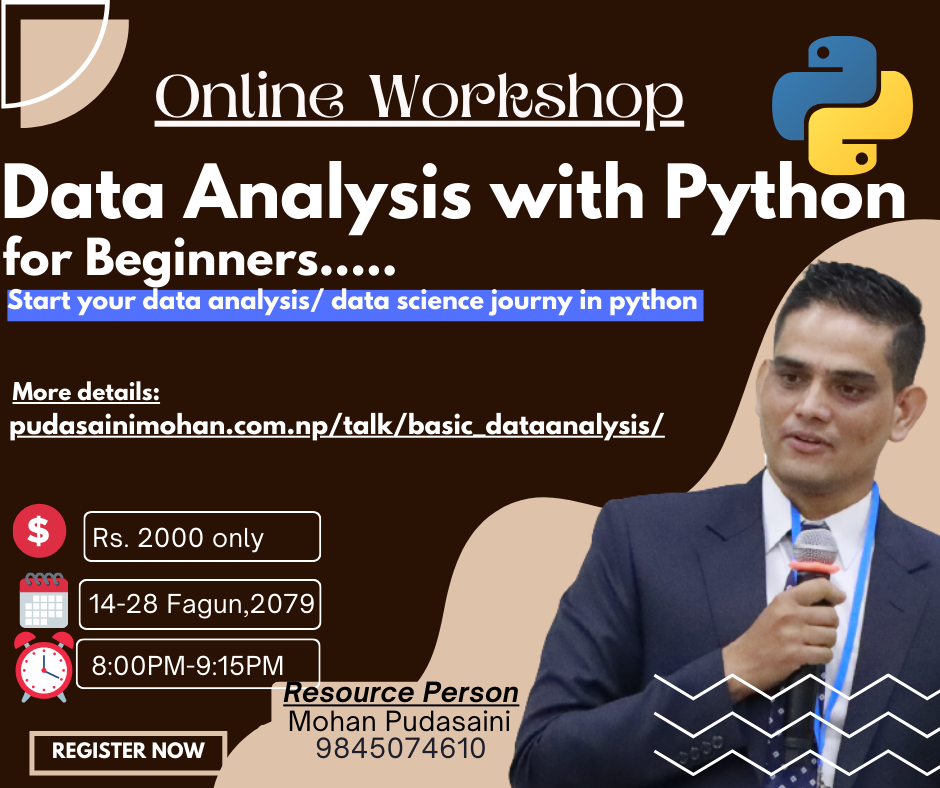 Online Workshop
Data Analysis with Python
for Beginners.....
Start your data analysis/ data science journy in python
More details:
pudasainimohan.com.np/talk/basic_dataanalysis/
$
Rs. 2000 only
14-28 Fagun,2079
8:00PM-9:15PM
Resource Person
Mohan Pudasaini
9845074610
REGISTER NOW